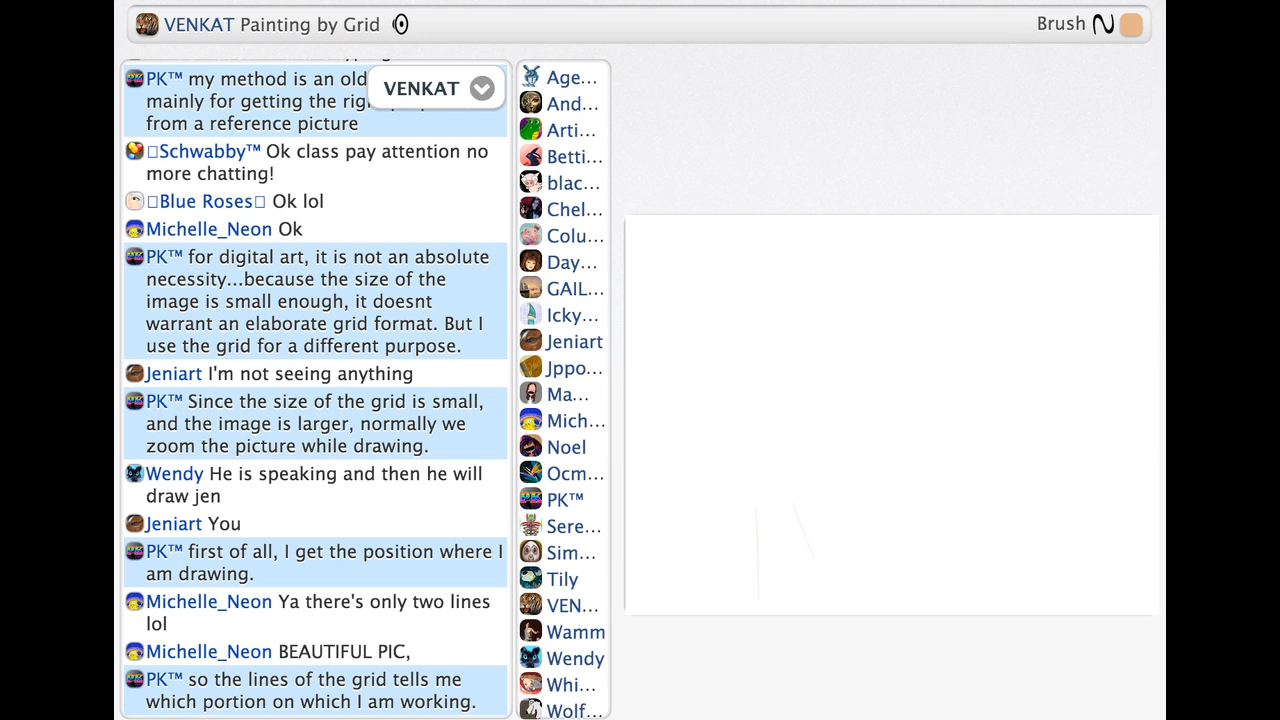 VENKAT Painting by Grid
Brush
VENKAT
PK™ my method is an old
mainly for getting the
from a reference picture
Schwabby™ Ok class pay attention no
more chatting!
Blue Roses Ok lol
Michelle_Neon Ok
PK™ for digital art, it is not an absolute
necessity...because the size of the
image is small enough, it doesnt
warrant an elaborate grid format. But I
use the grid for a different purpose.
Jeniart I'm not seeing anything
PK™ Since the size of the grid is small,
and the image is larger, normally we
zoom the picture while drawing.
Wendy He is speaking and then he will
draw jen
Jeniart You
PK™ first of all, I get the position where I
am drawing.
Michelle_Neon Ya there's only two lines
lol
Michelle_Neon BEAUTIFUL PIC,
PK™ so the lines of the grid tells me
which portion on which I am working.
Age...
And...
Arti...
Betti...
blac...
Chel...
Colu...
Day...
GAIL...
Icky...
Jeniart
Jppo...
Ma...
Mich...
Noel
Ocm...
PK™
Sere...
Sim...
Tily
VEN...
Wamm
Wendy
Whi...
Wolf...